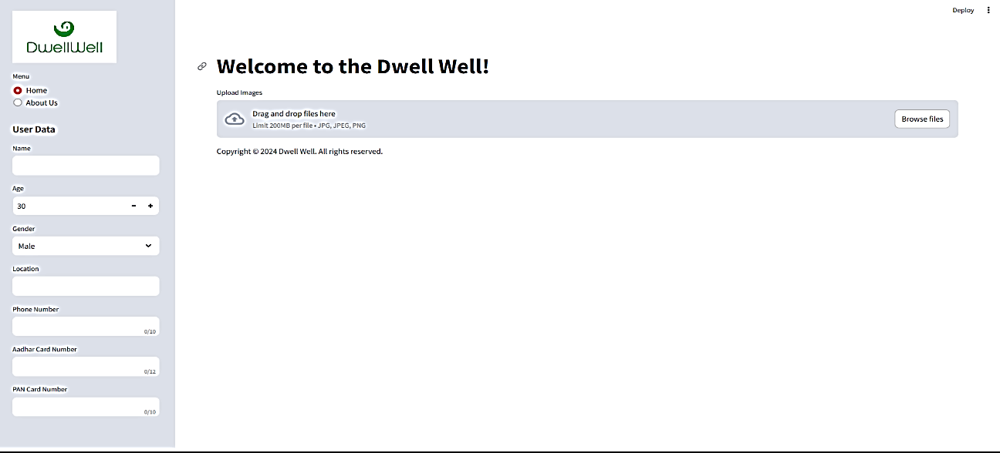 DwellWell
Menu
Home
About Us
User Data
Name
Age
30
Gender
Male
Location
Phone Number
0/10
Aadhar Card Number
0/12
PAN Card Number
0/10
Deploy
Welcome to the Dwell Well!
Upload Images
Drag and drop files here
Limit 200MB per file • JPG, JPEG, PNG
Browse files
Copyright © 2024 Dwell Well. All rights reserved.